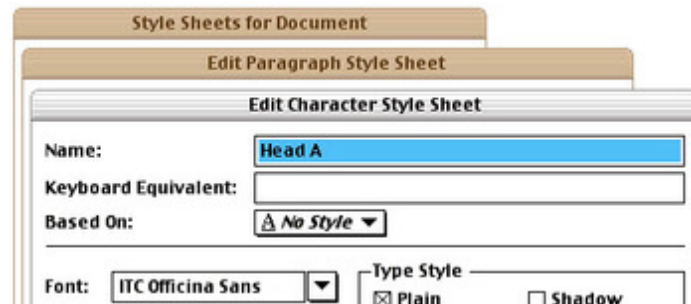 Style Sheets for Document
Edit Paragraph Style Sheet
Edit Character Style Sheet
Name: Head A
Keyboard Equivalent:
Based On: A No Style
Font: ITC Officina Sans
Type Style
Plain Shadow